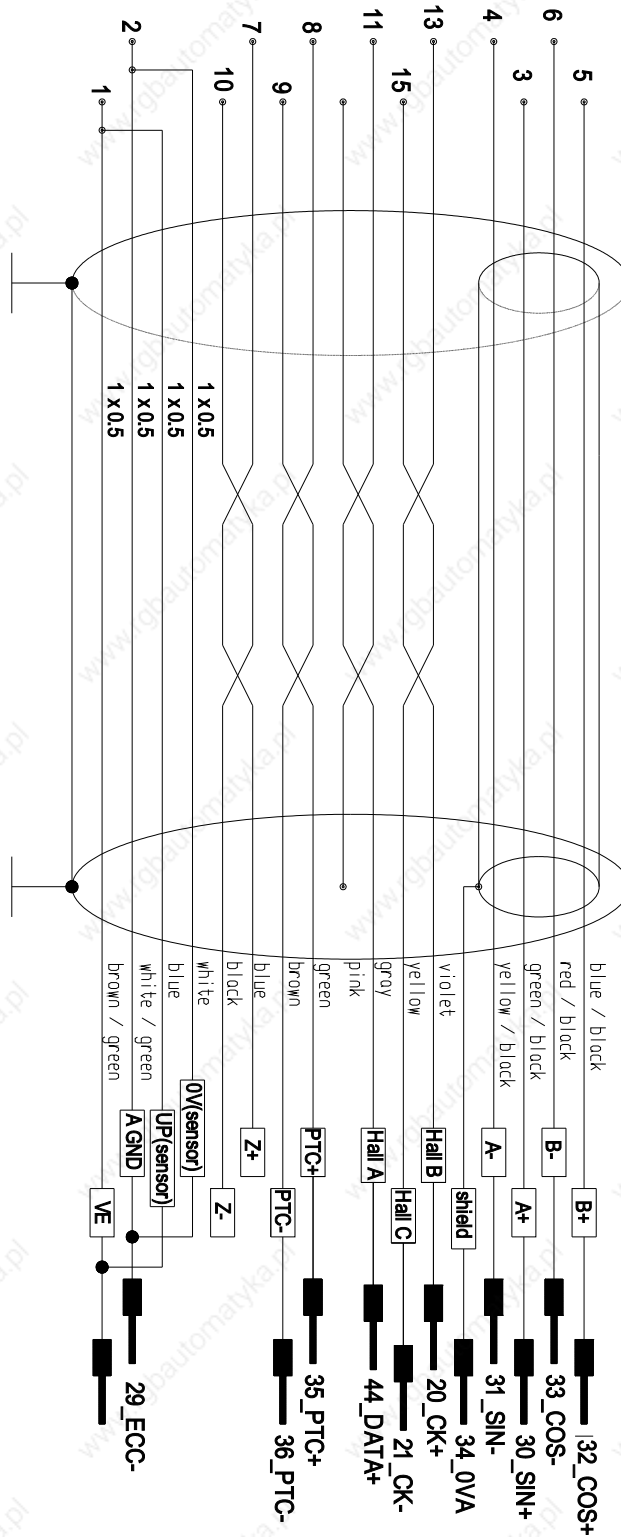 5
6
3
4
13
15
11
8
9
7
10
2
1
1 x 0.5
1 x 0.5
1 x 0.5
1 x 0.5
blue / black
red / black
green / black
yellow / black
violet
yellow
gray
pink
green
brown
blue
black
white
blue
white / green
brown / green
B+
B-
A+
A-
shield
Hall B
Hall C
Hall A
PTC+
PTC-
Z+
Z-
0V(sensor)
UP(sensor)
A GND
VE
32_COS+
33_COS-
30_SIN+
31_SIN-
34_0VA
20_CK+
21_CK-
44_DATA+
35_PTC+
36_PTC-
29_ECC-
www.rgbautomatyka.pl